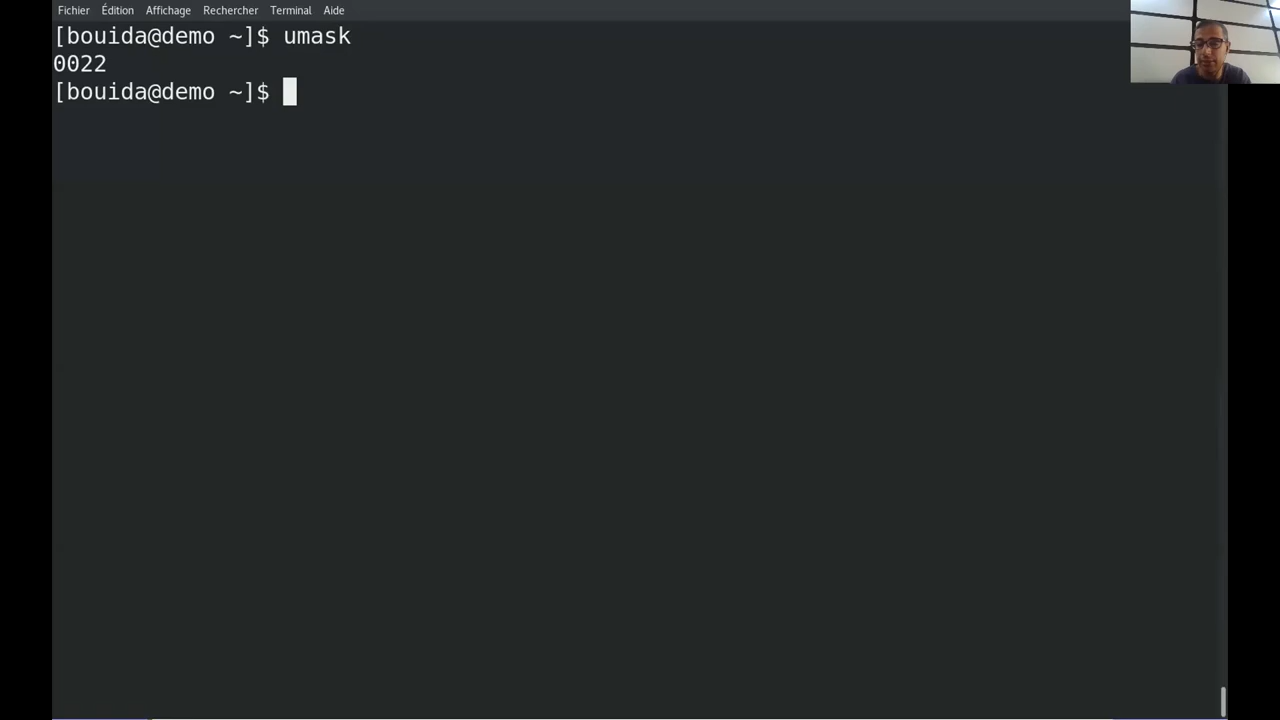 Fichier Édition Affichage Rechercher Terminal Aide
[bouida@demo ~]$ umask
0022
[bouida@demo ~]$